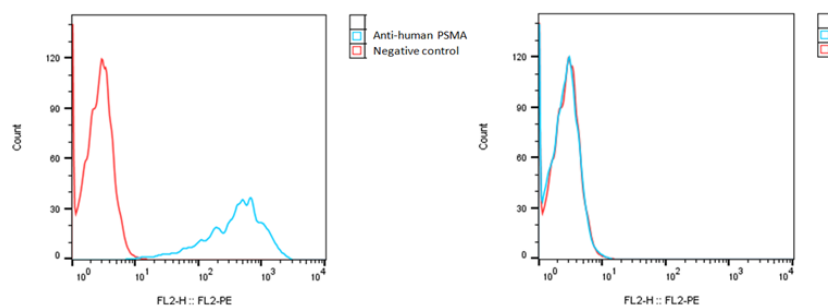 Anti-human PSMA
Negative control
120
90
60
30
0
Count
10⁰ 10¹ 10² 10³ 10⁴
FL2-H :: FL2-PE
120
90
60
30
0
Count
10⁰ 10¹ 10² 10³ 10⁴
FL2-H :: FL2-PE